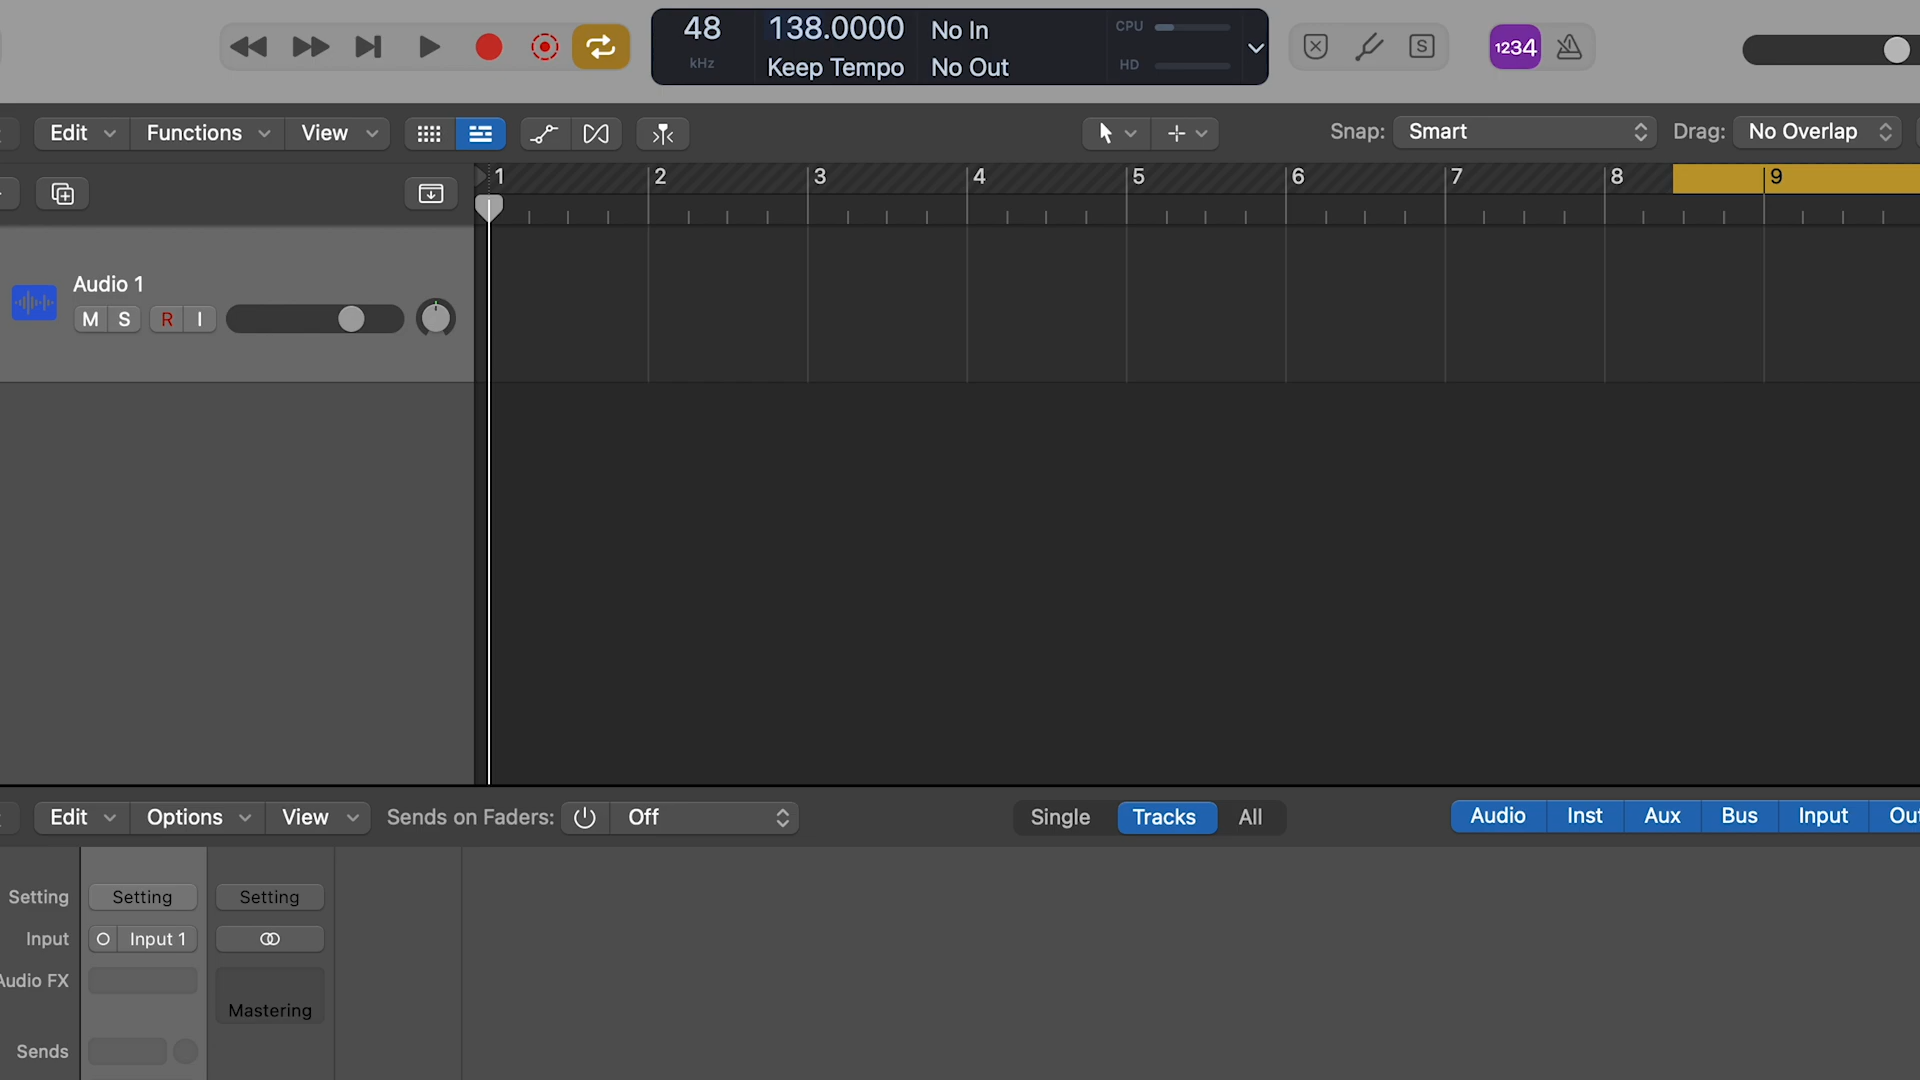 48 138.0000 No In CPU
kHz Keep Tempo No Out HD
S
1234
Edit Functions View Snap: Smart Drag: No Overlap
1 2 3 4 5 6 7 8 9
Audio 1
M S R I
Edit Options View Sends on Faders: Off Single Tracks All Audio Inst Aux Bus Input Out
Setting Setting Setting
Input Input 1
Audio FX
Mastering
Sends